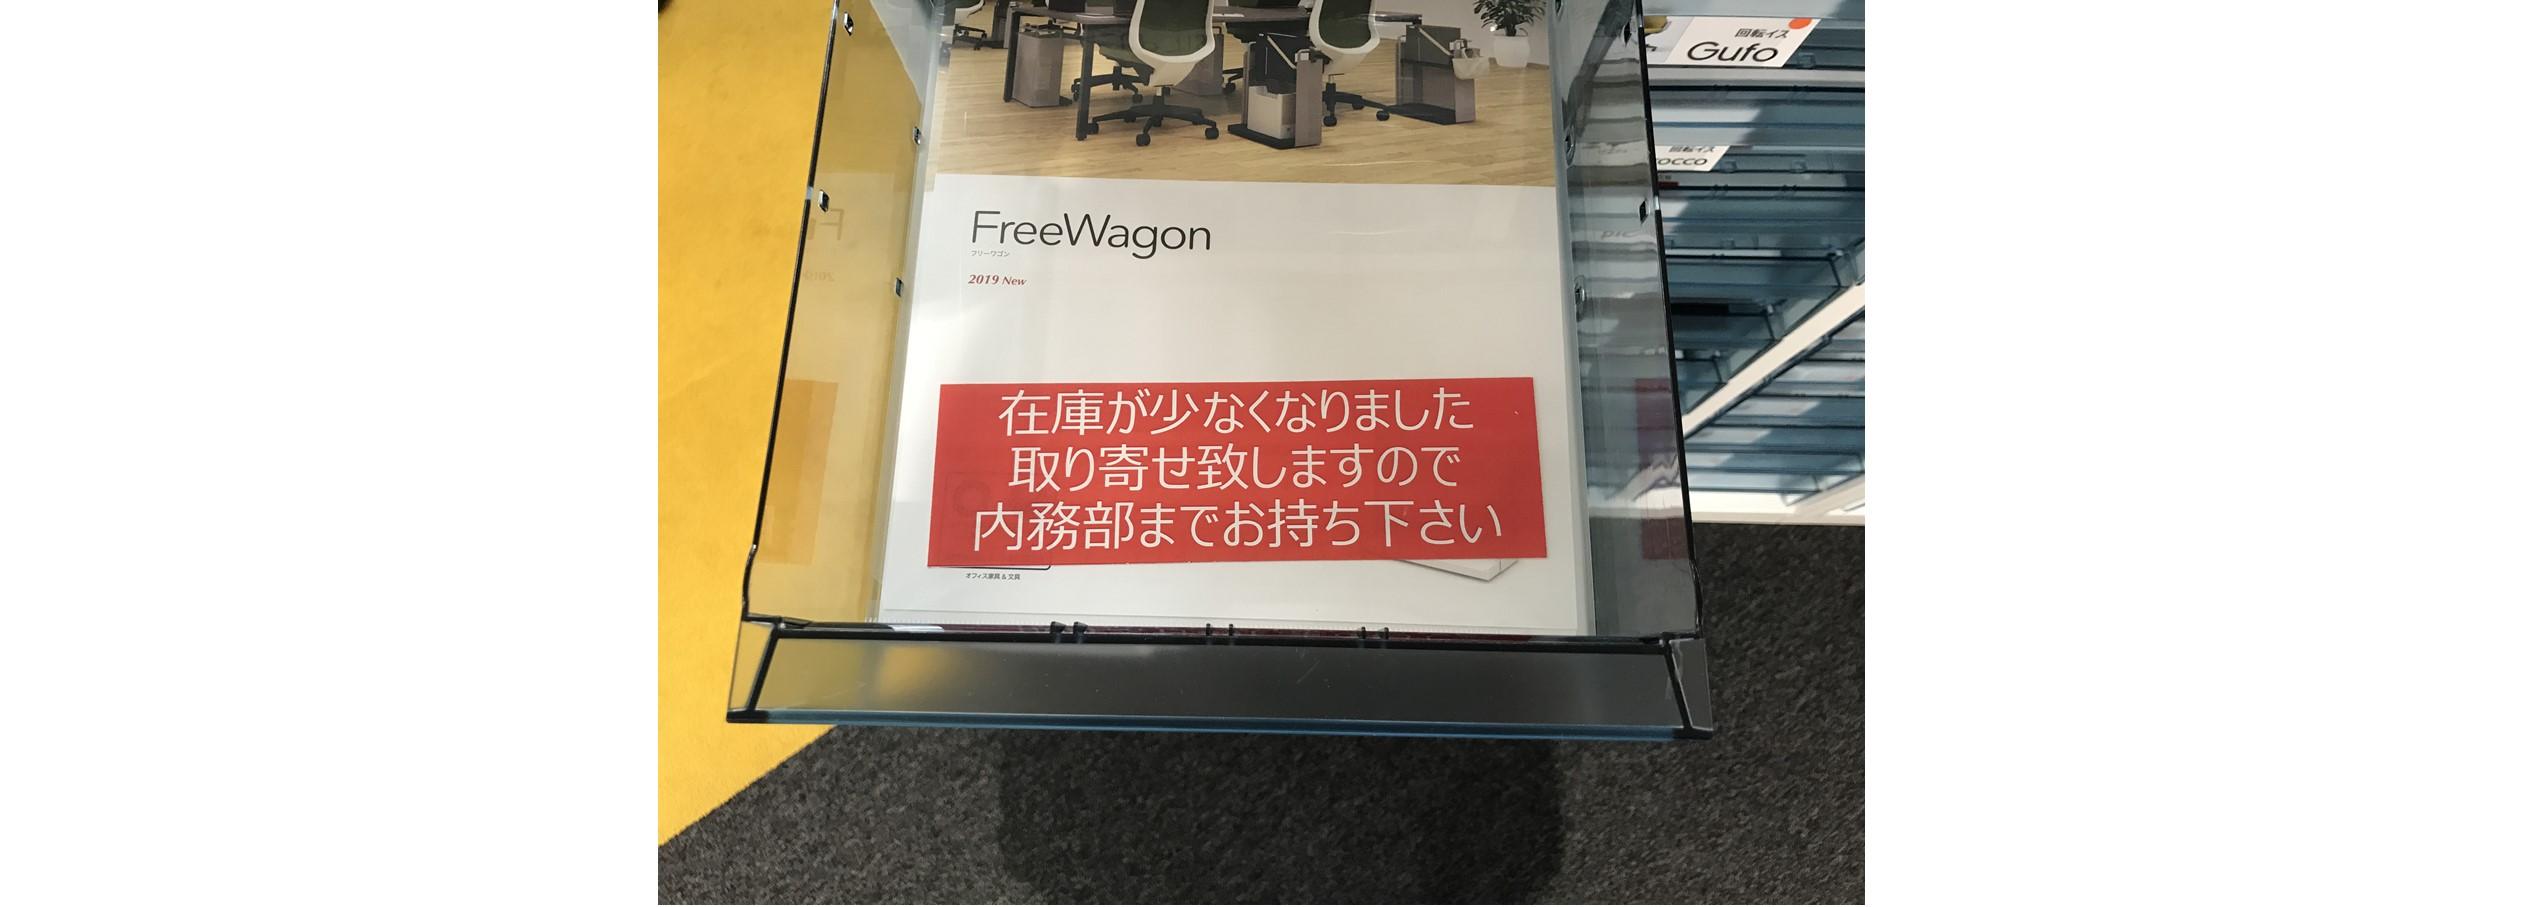 FreeWagon
フリーワゴン
2019 New
在庫が少なくなりました
取り寄せ致しますので
内務部までお持ち下さい
オフィス家具 & 文具
回転イス
Gufo
回転イス